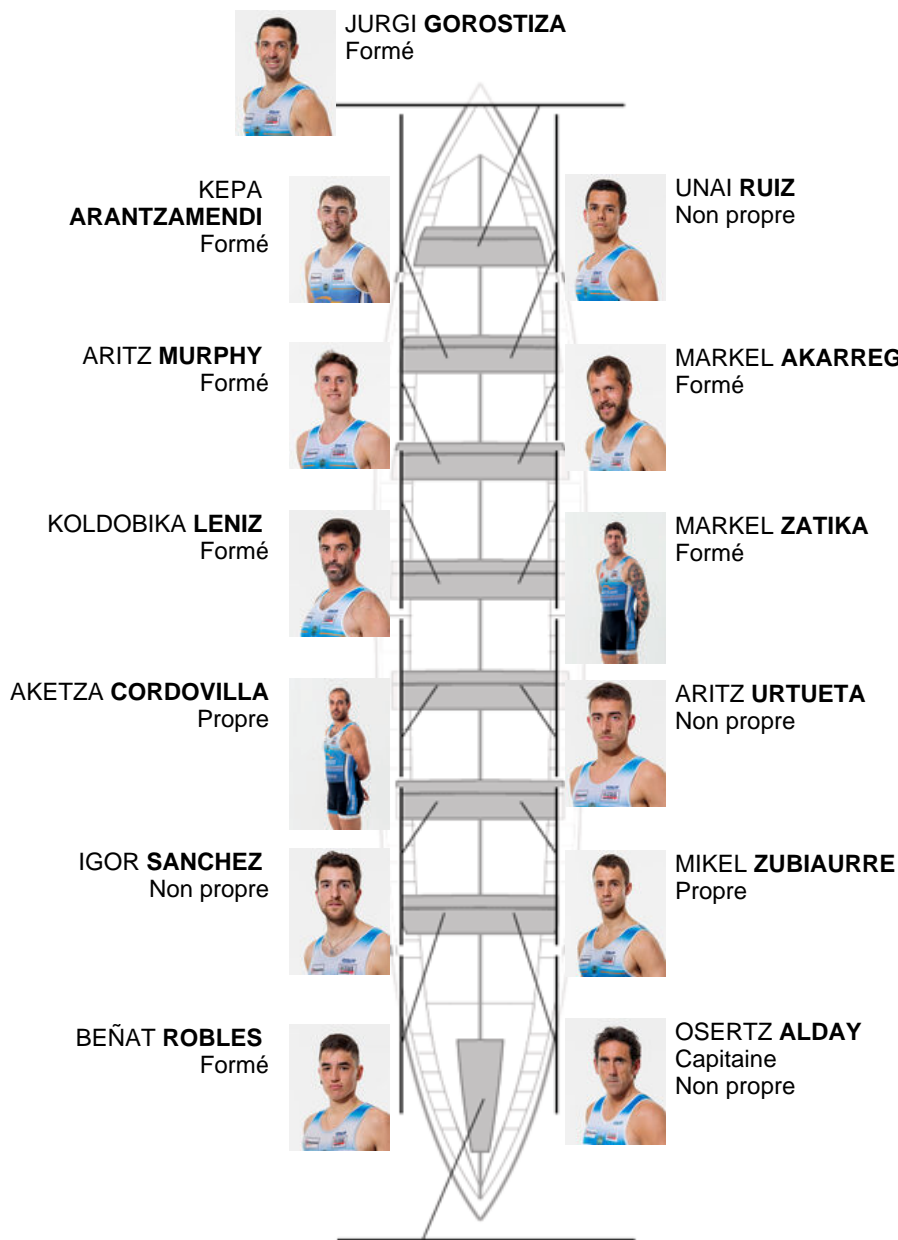 JURGI GOROSTIZA
Formé
KEPA
ARANTZAMENDI
Formé
UNAI RUIZ
Non propre
ARITZ MURPHY
Formé
MARKEL AKARREG
Formé
KOLDOBIKA LENIZ
Formé
MARKEL ZATIKA
Formé
AKETZA CORDOVILLA
Propre
ARITZ URTUETA
Non propre
IGOR SANCHEZ
Non propre
MIKEL ZUBIAURRE
Propre
BEÑAT ROBLES
Formé
OSERTZ ALDAY
Capitaine
Non propre